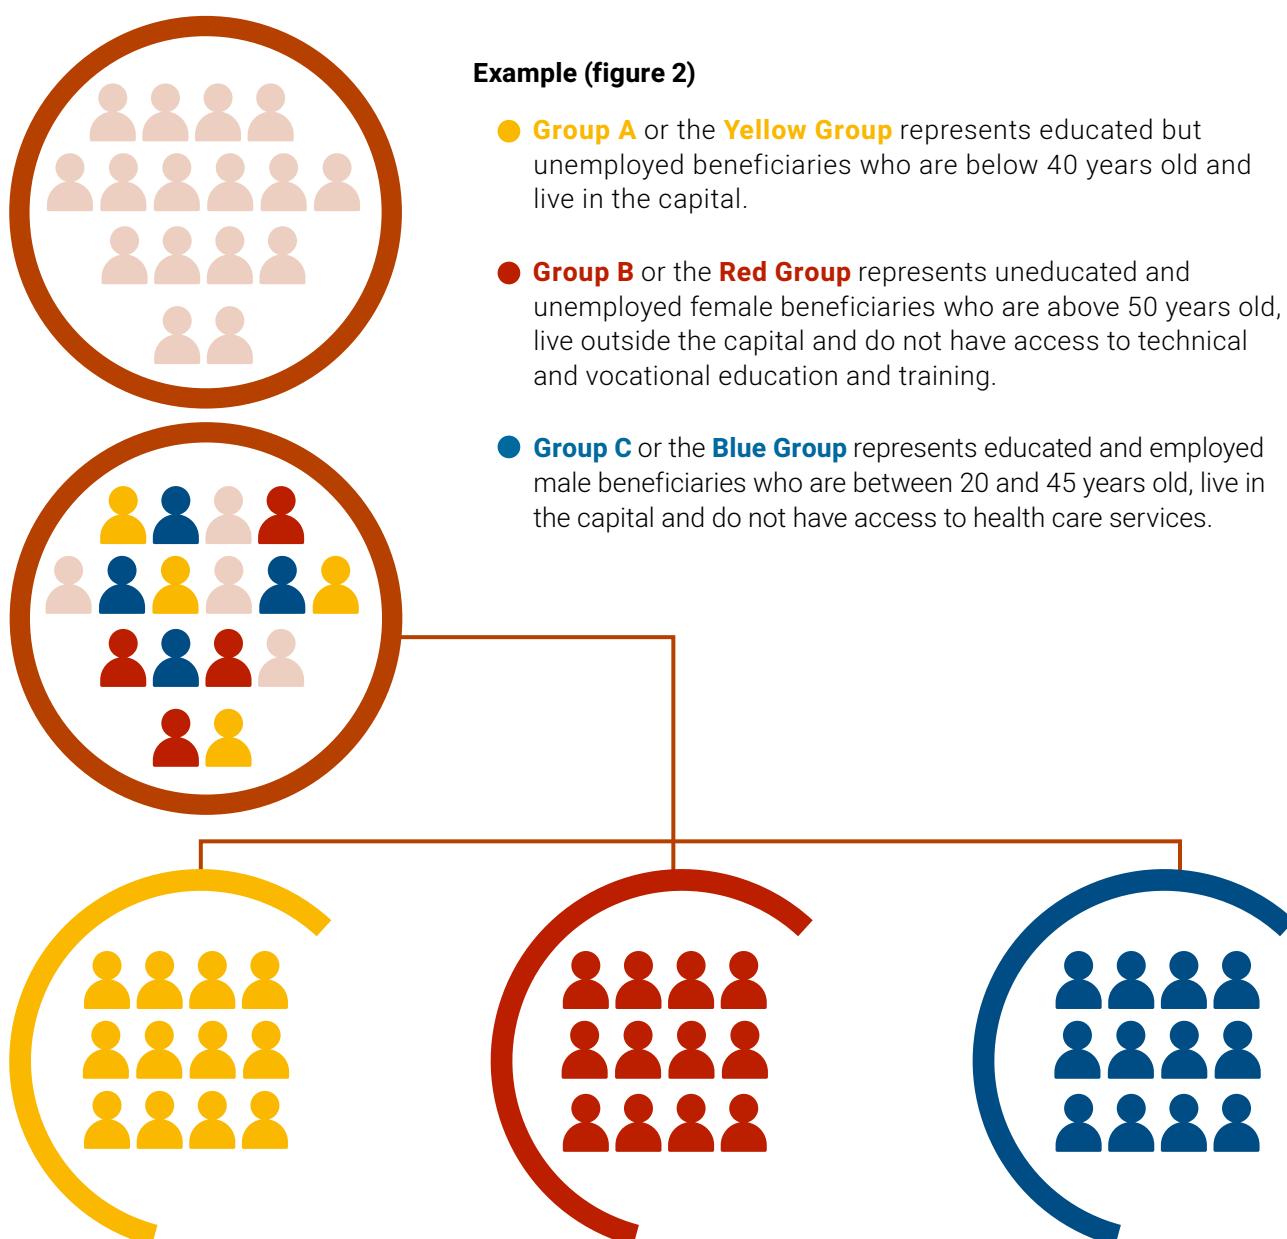 Example (figure 2)
Group A or the Yellow Group represents educated but
unemployed beneficiaries who are below 40 years old and
live in the capital.
Group B or the Red Group represents uneducated and
unemployed female beneficiaries who are above 50 years old,
live outside the capital and do not have access to technical
and vocational education and training.
Group C or the Blue Group represents educated and employed
male beneficiaries who are between 20 and 45 years old, live in
the capital and do not have access to health care services.